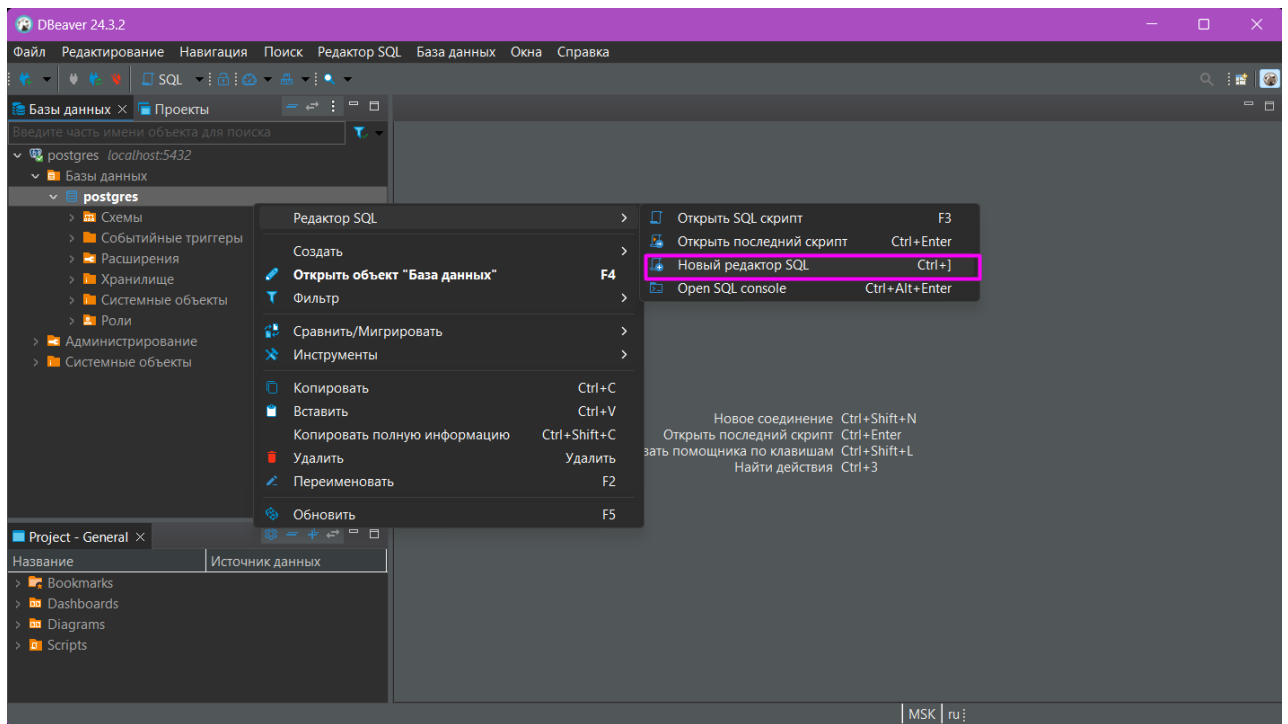 DBeaver 24.3.2
Файл Редактирование Навигация Поиск Редактор SQL База данных Окна Справка
SQL
Базы данных Проекты
Введите часть имени объекта для поиска
postgres localhost:5432
Базы данных
postgres
Схемы
Событийные триггеры
Расширения
Хранилище
Системные объекты
Роли
Администрирование
Системные объекты
Редактор SQL
Создать
Открыть объект "База данных" F4
Фильтр
Сравнить/Мигрировать
Инструменты
Копировать Ctrl+C
Вставить Ctrl+V
Копировать полную информацию Ctrl+Shift+C
Удалить Удалить
Переименовать F2
Обновить F5
Открыть SQL скрипт F3
Открыть последний скрипт Ctrl+Enter
Новый редактор SQL Ctrl+]
Open SQL console Ctrl+Alt+Enter
Новое соединение Ctrl+Shift+N
Открыть последний скрипт Ctrl+Enter
помощника по клавишам Ctrl+Shift+L
Найти действия Ctrl+3
Project - General
Название Источник данных
Bookmarks
Dashboards
Diagrams
Scripts
MSK ru